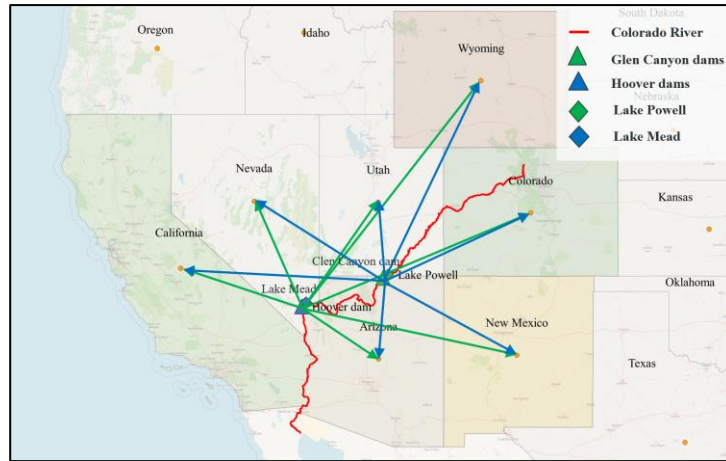 South Dakota
Oregon
Idaho
Colorado River
Wyoming
Glen Canyon dams
Hoover dams
Nebraska
Lake Powell
Lake Mead
Nevada
Utah
Colorado
Kansas
California
Clen Canyon dam
Lake Powell
Lake Mead
Oklahoma
Hoover dam
Arizona
New Mexico
Texas